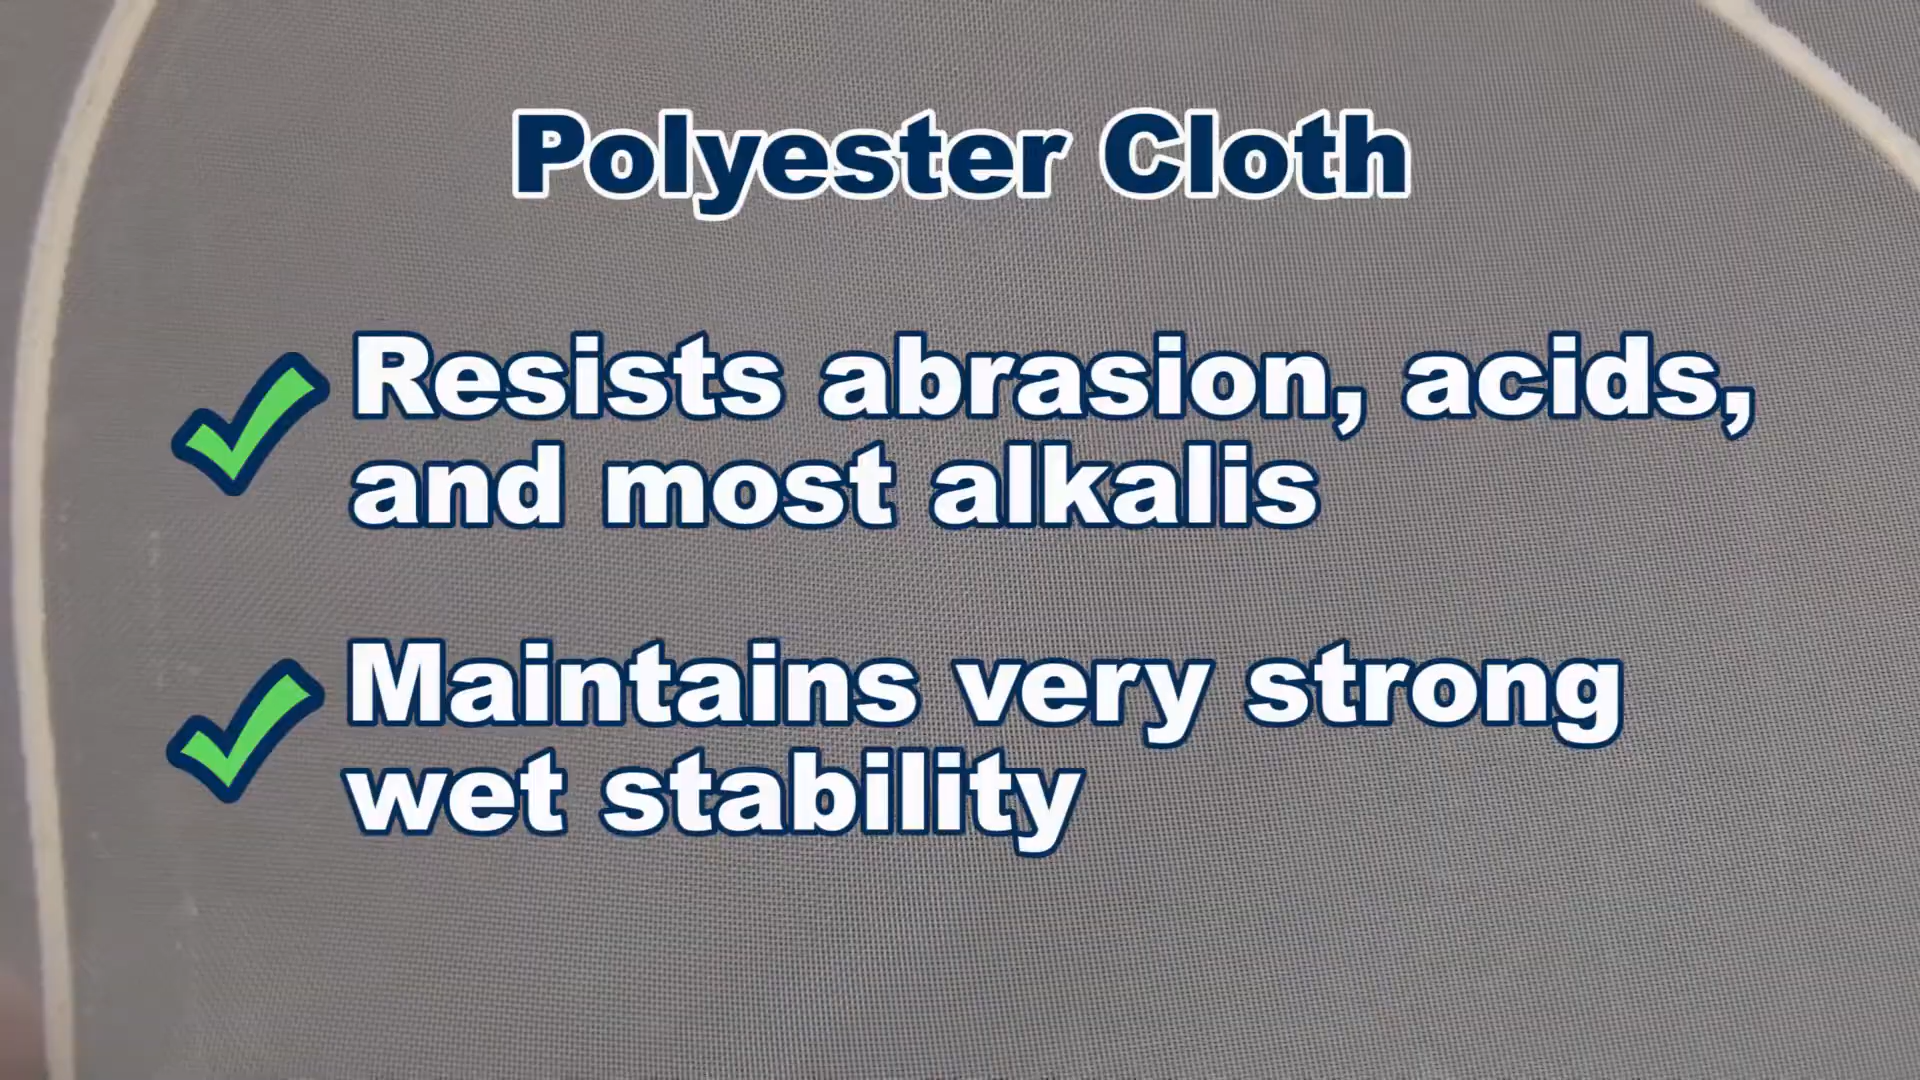 Polyester Cloth
Resists abrasion, acids,
and most alkalis
Maintains very strong
wet stability